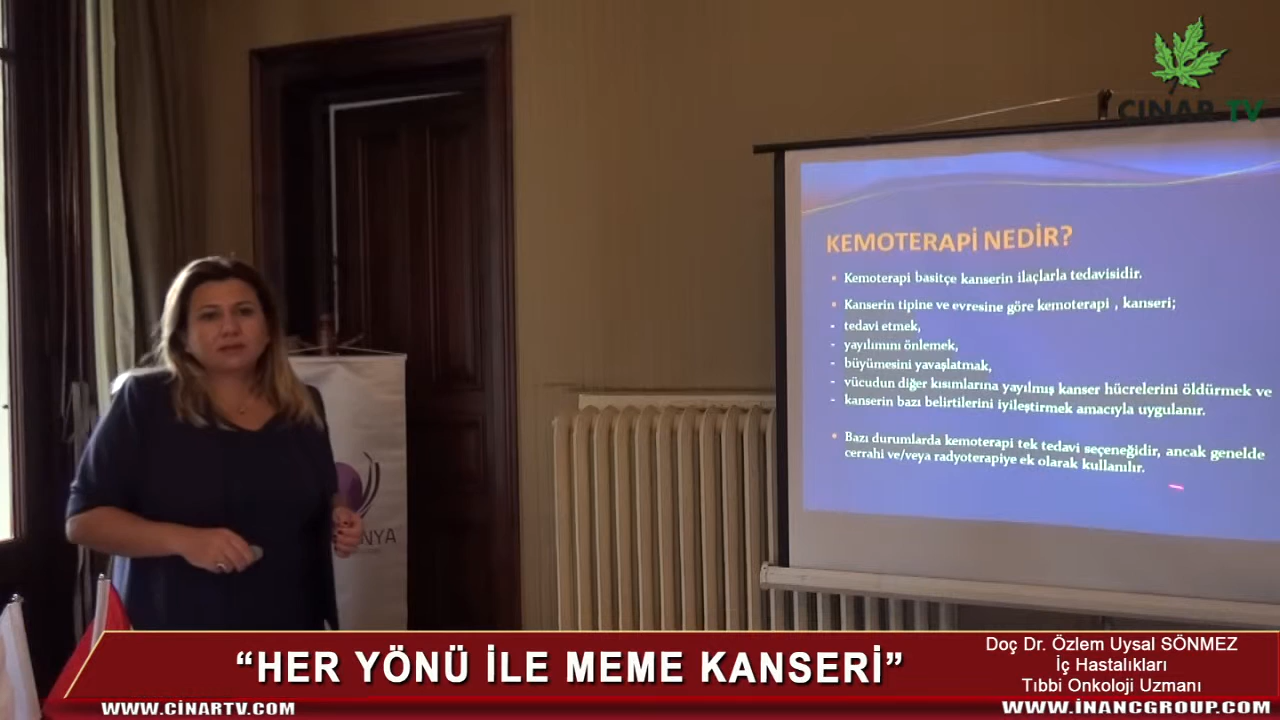 ÇINAR TV
KEMOTERAPİ NEDİR?
• Kemoterapi basitçe kanserin ilaçlarla tedavisidir.
• Kanserin tipine ve evresine göre kemoterapi , kanseri;
- tedavi etmek,
- yayılımını önlemek,
- büyümesini yavaşlatmak,
- vücudun diğer kısımlarına yayılmış kanser hücrelerini öldürmek ve
- kanserin bazı belirtilerini iyileştirmek amacıyla uygulanır.
• Bazı durumlarda kemoterapi tek tedavi seçeneğidir, ancak genelde
cerrahi ve/veya radyoterapiye ek olarak kullanılır.
NYA
“HER YÖNÜ İLE MEME KANSERİ”
Doç Dr. Özlem Uysal SÖNMEZ
İç Hastalıkları
Tıbbi Onkoloji Uzmanı
WWW.CİNARTV.COM
WWW.İNANCGROUP.COM